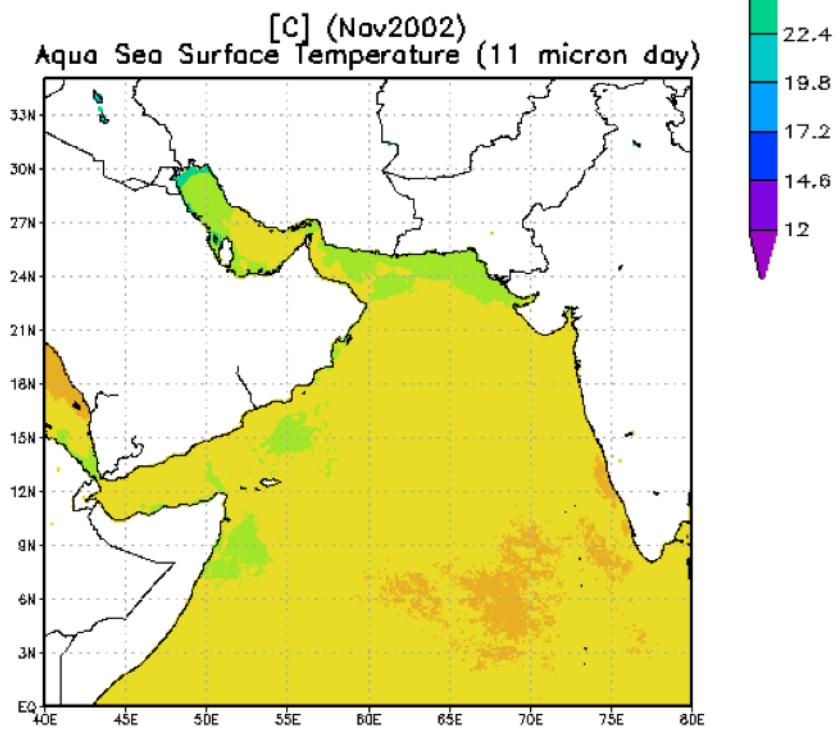 [C] (Nov2002)
Aqua Sea Surface Temperature (11 micron day)
22.4
19.8
17.2
14.6
12
33N
30N
27N
24N
21N
18N
15N
12N
9N
6N
3N
EQ
40E 45E 50E 55E 60E 65E 70E 75E 80E